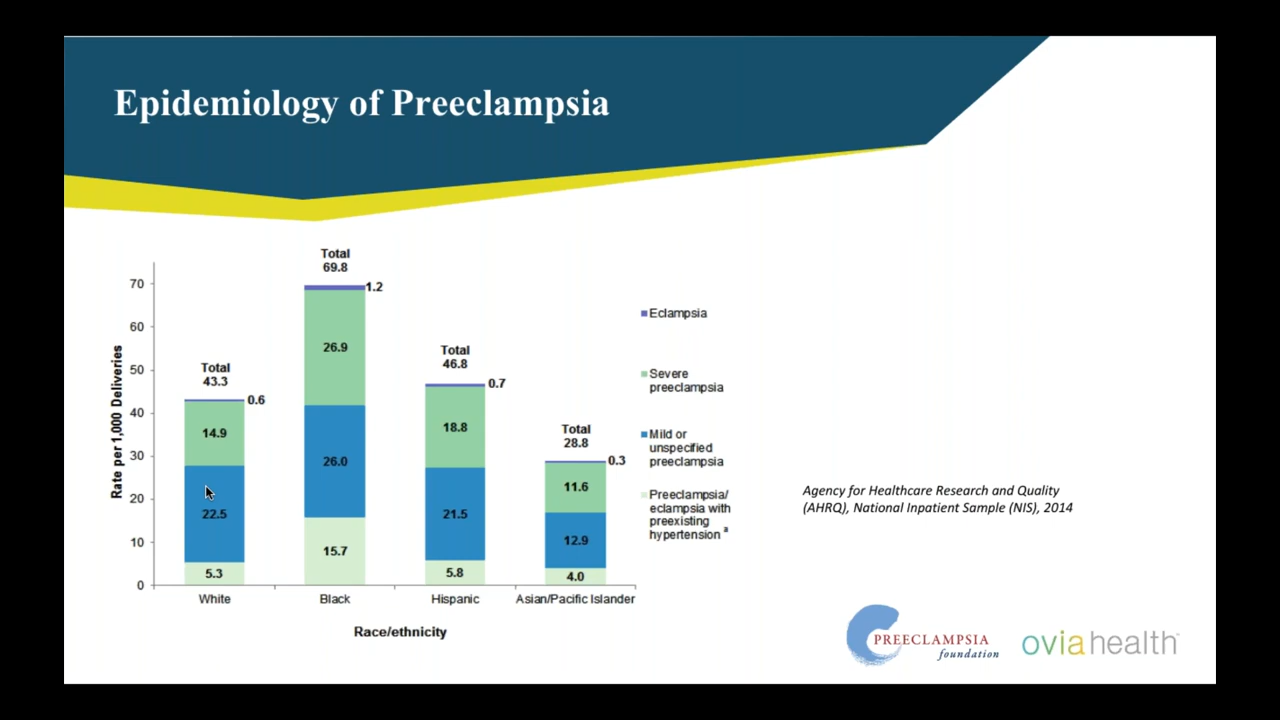 Epidemiology of Preeclampsia
Rate per 1,000 Deliveries
70
60
50
40
30
20
10
0
Total
43.3
0.6
14.9
22.5
5.3
White
Total
69.8
1.2
26.9
26.0
15.7
Black
Total
46.8
0.7
18.8
21.5
5.8
Hispanic
Total
28.8
0.3
11.6
12.9
4.0
Asian/Pacific Islander
Race/ethnicity
Eclampsia
Severe
preeclampsia
Mild or
unspecified
preeclampsia
Preeclampsia/
eclampsia with
preexisting
hypertension a
Agency for Healthcare Research and Quality
(AHRQ), National Inpatient Sample (NIS), 2014
PREECLAMPSIA
foundation
ovia health